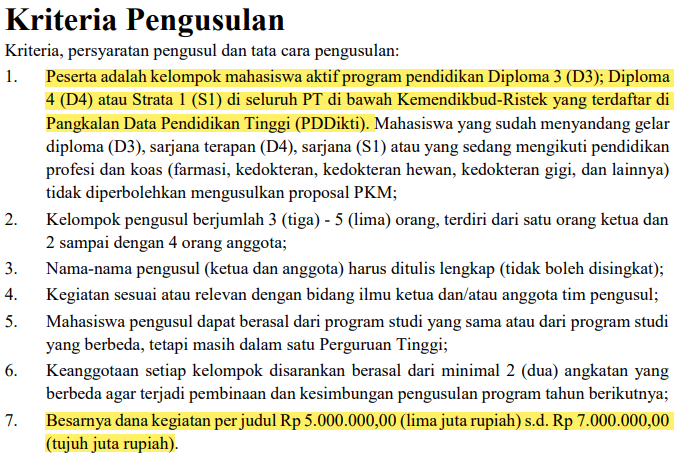 Kriteria Pengusulan
Kriteria, persyaratan pengusul dan tata cara pengusulan:
1. Peserta adalah kelompok mahasiswa aktif program pendidikan Diploma 3 (D3); Diploma
4 (D4) atau Strata 1 (S1) di seluruh PT di bawah Kemendikbud-Ristek yang terdaftar di
Pangkalan Data Pendidikan Tinggi (PDDikti). Mahasiswa yang sudah menyandang gelar
diploma (D3), sarjana terapan (D4), sarjana (S1) atau yang sedang mengikuti pendidikan
profesi dan koas (farmasi, kedokteran, kedokteran hewan, kedokteran gigi, dan lainnya)
tidak diperbolehkan mengusulkan proposal PKM;
2. Kelompok pengusul berjumlah 3 (tiga) - 5 (lima) orang, terdiri dari satu orang ketua dan
2 sampai dengan 4 orang anggota;
3. Nama-nama pengusul (ketua dan anggota) harus ditulis lengkap (tidak boleh disingkat);
4. Kegiatan sesuai atau relevan dengan bidang ilmu ketua dan/atau anggota tim pengusul;
5. Mahasiswa pengusul dapat berasal dari program studi yang sama atau dari program studi
yang berbeda, tetapi masih dalam satu Perguruan Tinggi;
6. Keanggotaan setiap kelompok disarankan berasal dari minimal 2 (dua) angkatan yang
berbeda agar terjadi pembinaan dan kesimbungan pengusulan program tahun berikutnya;
7. Besarnya dana kegiatan per judul Rp 5.000.000,00 (lima juta rupiah) s.d. Rp 7.000.000,00
(tujuh juta rupiah).